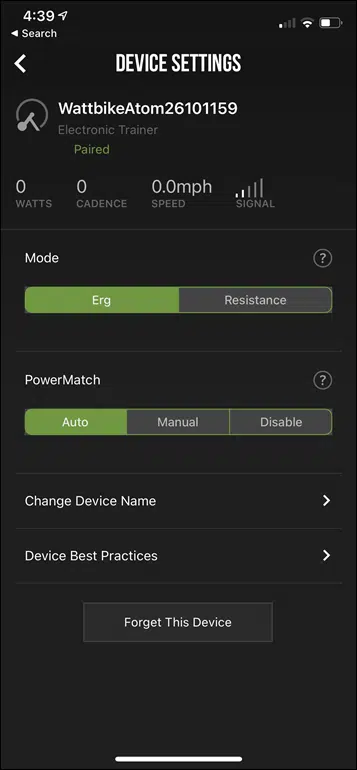 4:39
Search
DEVICE SETTINGS
WattbikeAtom26101159
Electronic Trainer
Paired
0 0 0.0mph
WATTS CADENCE SPEED SIGNAL
Mode ?
Erg Resistance
PowerMatch ?
Auto Manual Disable
Change Device Name
Device Best Practices
Forget This Device